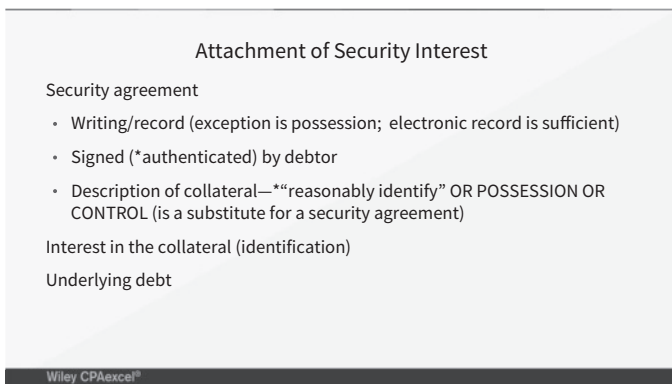 Attachment of Security Interest
Security agreement
• Writing/record (exception is possession; electronic record is sufficient)
• Signed (*authenticated) by debtor
• Description of collateral—*“reasonably identify” OR POSSESSION OR
CONTROL (is a substitute for a security agreement)
Interest in the collateral (identification)
Underlying debt
Wiley CPAexcel®